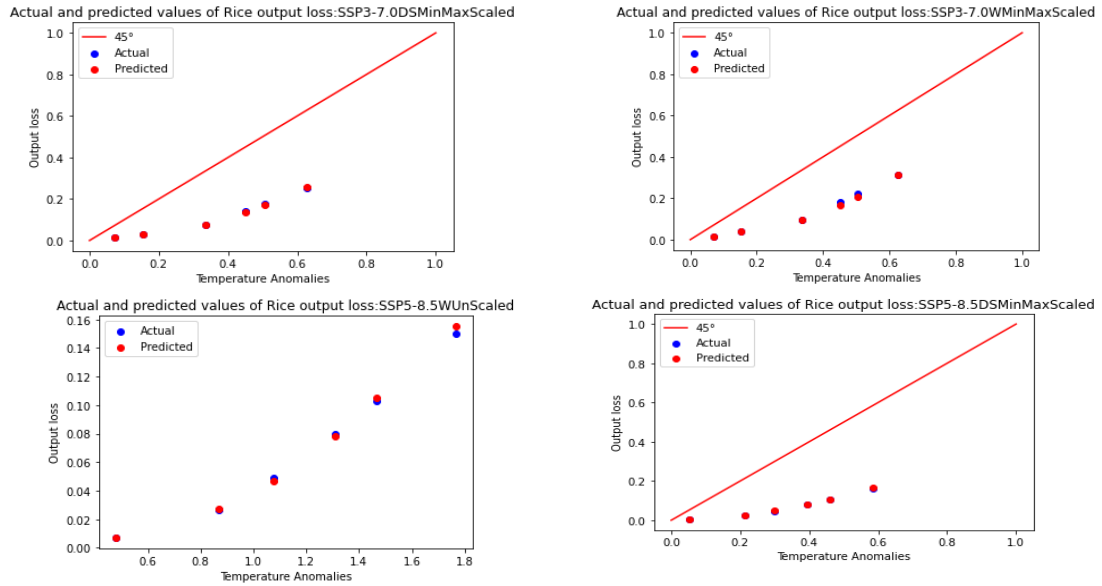 Actual and predicted values of Rice output loss:SSP3-7.0DSMinMaxScaled
1.0
0.8
0.6
0.4
0.2
0.0
Output loss
45°
Actual
Predicted
0.0 0.2 0.4 0.6 0.8 1.0
Temperature Anomalies
Actual and predicted values of Rice output loss:SSP3-7.0WMinMaxScaled
1.0
0.8
0.6
0.4
0.2
0.0
Output loss
45°
Actual
Predicted
0.0 0.2 0.4 0.6 0.8 1.0
Temperature Anomalies
Actual and predicted values of Rice output loss:SSP5-8.5WUnScaled
0.16
0.14
0.12
0.10
0.08
0.06
0.04
0.02
0.00
Output loss
Actual
Predicted
0.6 0.8 1.0 1.2 1.4 1.6 1.8
Temperature Anomalies
Actual and predicted values of Rice output loss:SSP5-8.5DSMinMaxScaled
1.0
0.8
0.6
0.4
0.2
0.0
Output loss
45°
Actual
Predicted
0.0 0.2 0.4 0.6 0.8 1.0
Temperature Anomalies